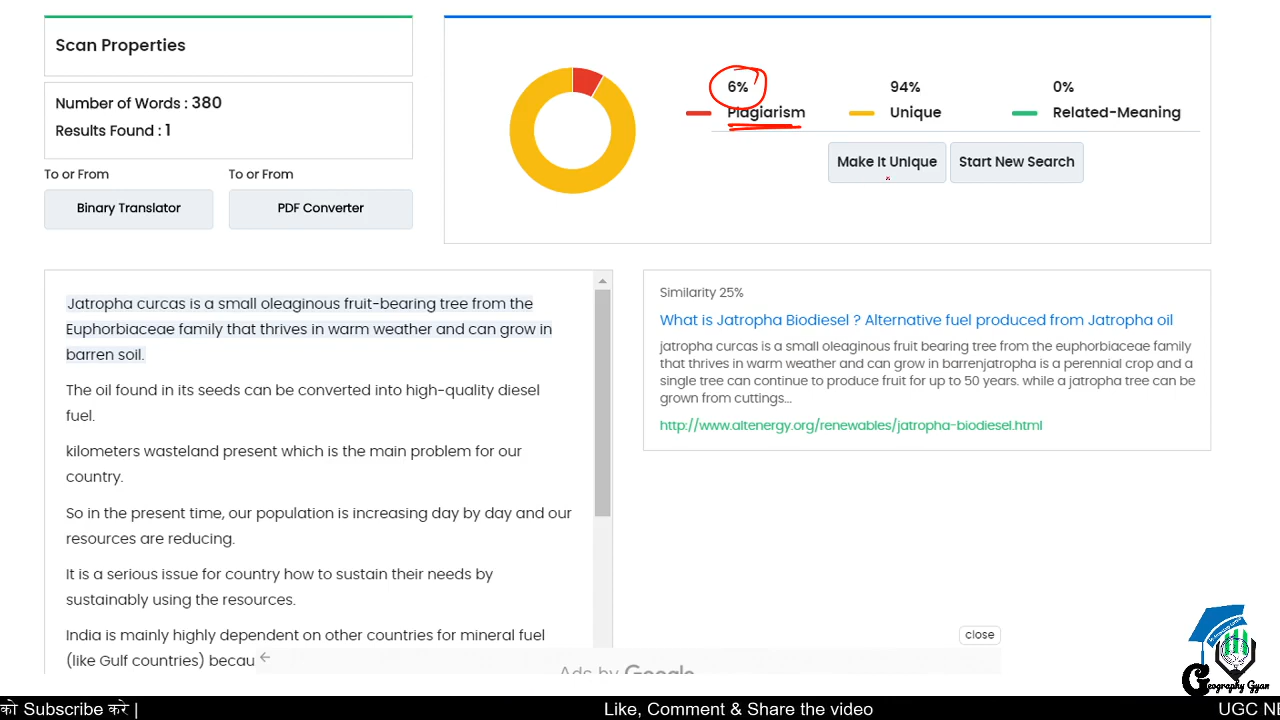 Scan Properties
Number of Words : 380
Results Found : 1
To or From
To or From
Binary Translator
PDF Converter
6%
94%
0%
Plagiarism
Unique
Related-Meaning
Make it Unique
Start New Search
Jatropha curcas is a small oleaginous fruit-bearing tree from the
Euphorbiaceae family that thrives in warm weather and can grow in
barren soil.
The oil found in its seeds can be converted into high-quality diesel
fuel.
kilometers wasteland present which is the main problem for our
country.
So in the present time, our population is increasing day by day and our
resources are reducing.
It is a serious issue for country how to sustain their needs by
sustainably using the resources.
India is mainly highly dependent on other countries for mineral fuel
(like Gulf countries) becau
Similarity 25%
What is Jatropha Biodiesel ? Alternative fuel produced from Jatropha oil
jatropha curcas is a small oleaginous fruit bearing tree from the euphorbiaceae family
that thrives in warm weather and can grow in barrenjatropha is a perennial crop and a
single tree can continue to produce fruit for up to 50 years. while a jatropha tree can be
grown from cuttings...
http://www.altenergy.org/renewables/jatropha-biodiesel.html
close
Ads by Google
Geography Gyan
को Subscribe करे |
Like, Comment & Share the video
UGC NE